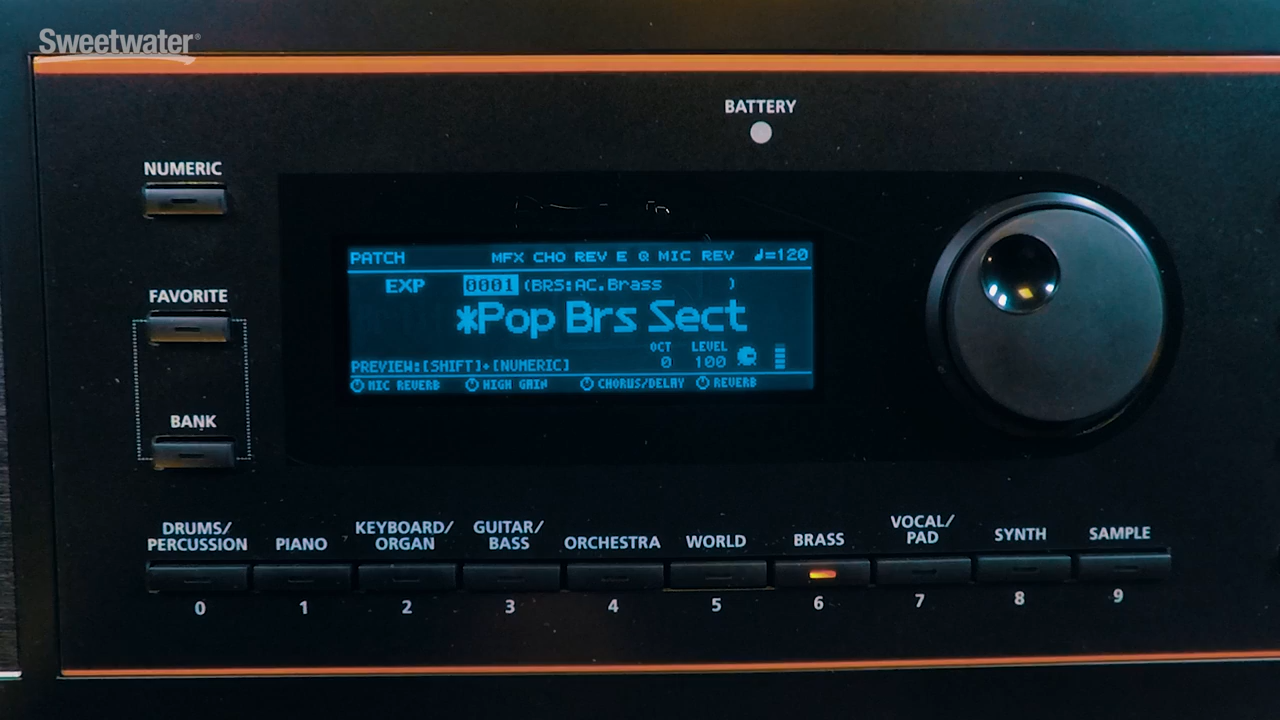 Sweetwater®
BATTERY
NUMERIC
FAVORITE
BANK
PATCH MFX CHO REV E Q MIC REV ♩=120
EXP 0001 (BRS:AC.Brass )
*Pop Brs Sect
OCT LEVEL
0 100
PREVIEW:[SHIFT]+[NUMERIC]
MIC REVERB HIGH GAIN CHORUS/DELAY REVERB
DRUMS/
PERCUSSION
PIANO
KEYBOARD/
ORGAN
GUITAR/
BASS
ORCHESTRA
WORLD
BRASS
VOCAL/
PAD
SYNTH
SAMPLE
0 1 2 3 4 5 6 7 8 9